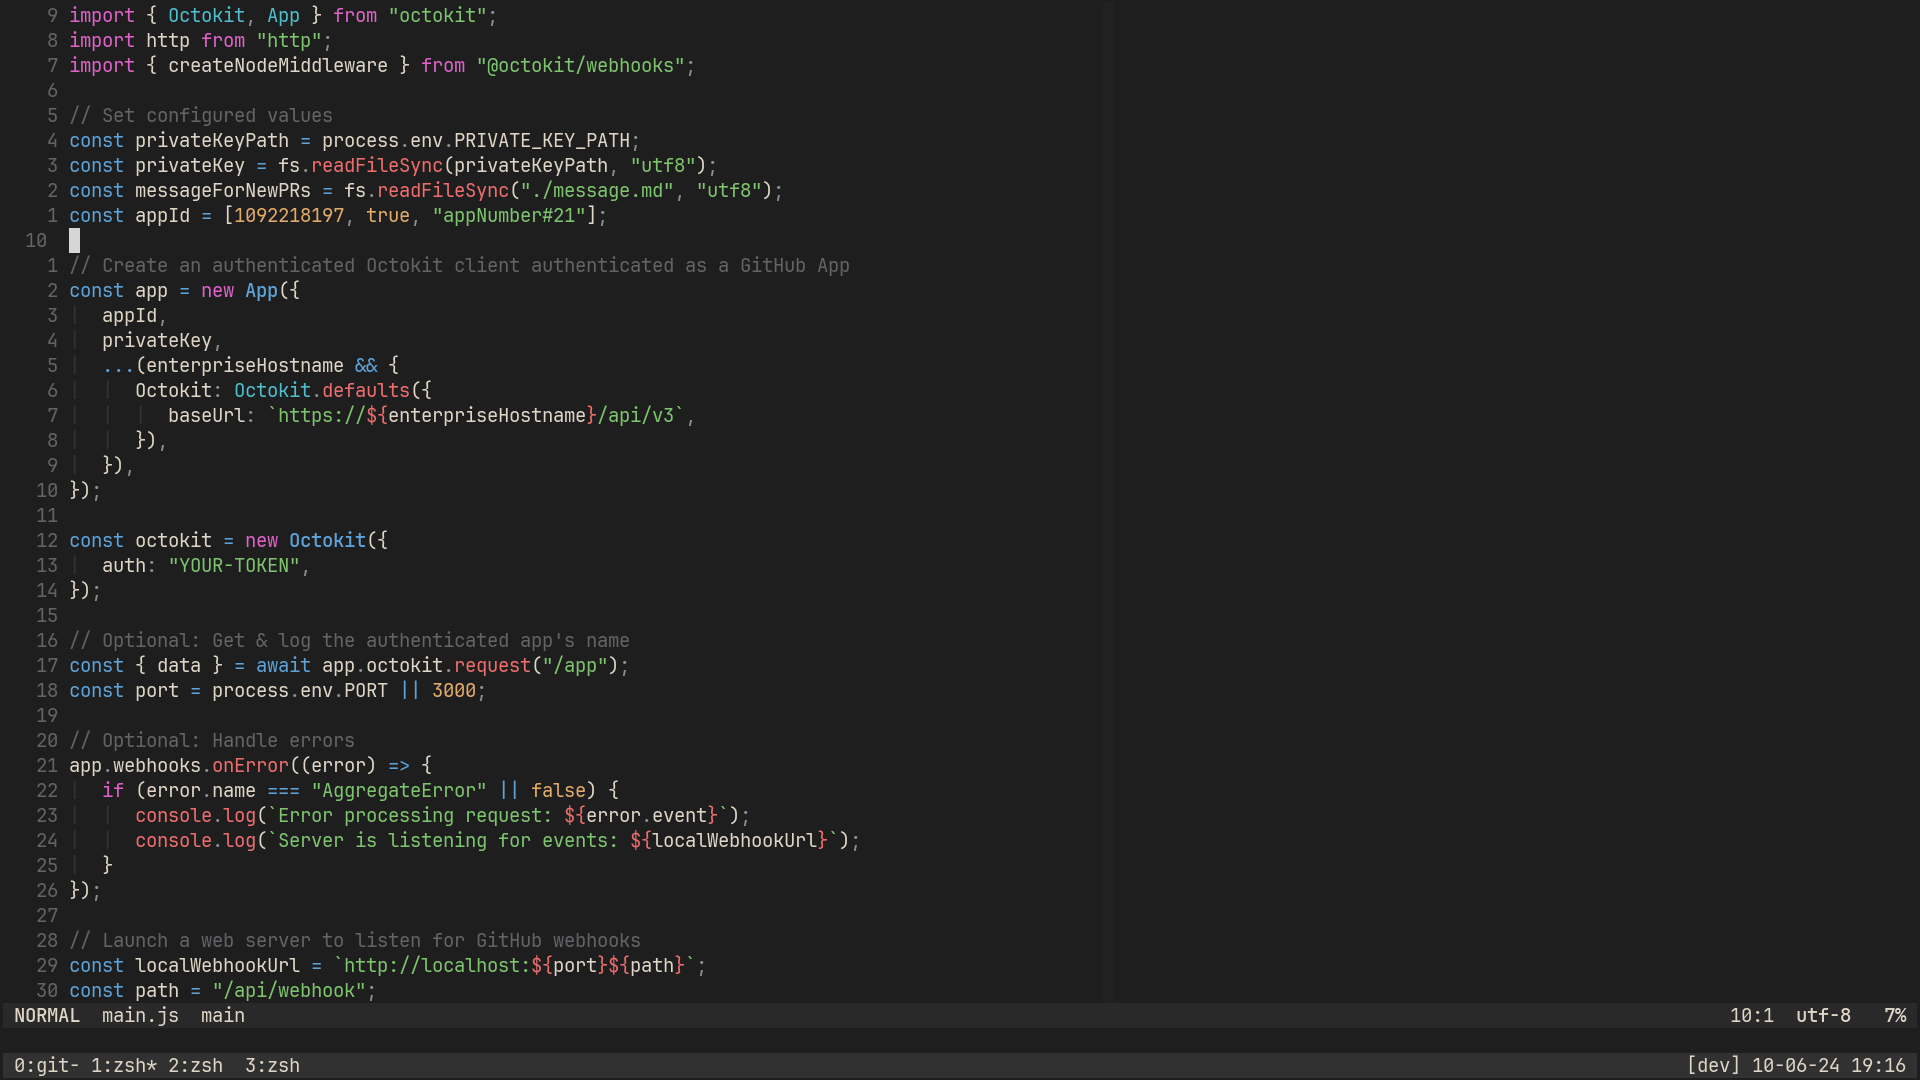 9 import { Octokit, App } from "octokit";
8 import http from "http";
7 import { createNodeMiddleware } from "@octokit/webhooks";
6
5 // Set configured values
4 const privateKeyPath = process.env.PRIVATE_KEY_PATH;
3 const privateKey = fs.readFileSync(privateKeyPath, "utf8");
2 const messageForNewPRs = fs.readFileSync("./message.md", "utf8");
1 const appId = [1092218197, true, "appNumber#21"];
10
1 // Create an authenticated Octokit client authenticated as a GitHub App
2 const app = new App({
3   appId,
4   privateKey,
5   ...(enterpriseHostname && {
6     Octokit: Octokit.defaults({
7       baseUrl: `https://${enterpriseHostname}/api/v3`,
8     }),
9   }),
10 });
11
12 const octokit = new Octokit({
13   auth: "YOUR-TOKEN",
14 });
15
16 // Optional: Get & log the authenticated app's name
17 const { data } = await app.octokit.request("/app");
18 const port = process.env.PORT || 3000;
19
20 // Optional: Handle errors
21 app.webhooks.onError((error) => {
22   if (error.name === "AggregateError" || false) {
23     console.log(`Error processing request: ${error.event}`);
24     console.log(`Server is listening for events: ${localWebhookUrl}`);
25   }
26 });
27
28 // Launch a web server to listen for GitHub webhooks
29 const localWebhookUrl = `http://localhost:${port}${path}`;
30 const path = "/api/webhook";
NORMAL  main.js  main  10:1  utf-8  7%
0:git- 1:zsh* 2:zsh  3:zsh  [dev] 10-06-24 19:16